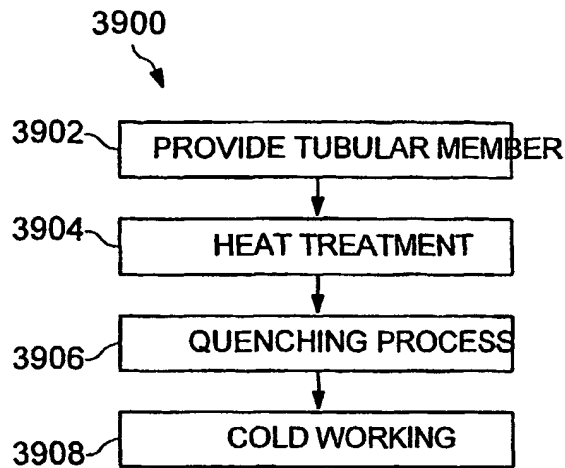 3900
3902 PROVIDE TUBULAR MEMBER
3904 HEAT TREATMENT
3906 QUENCHING PROCESS
3908 COLD WORKING